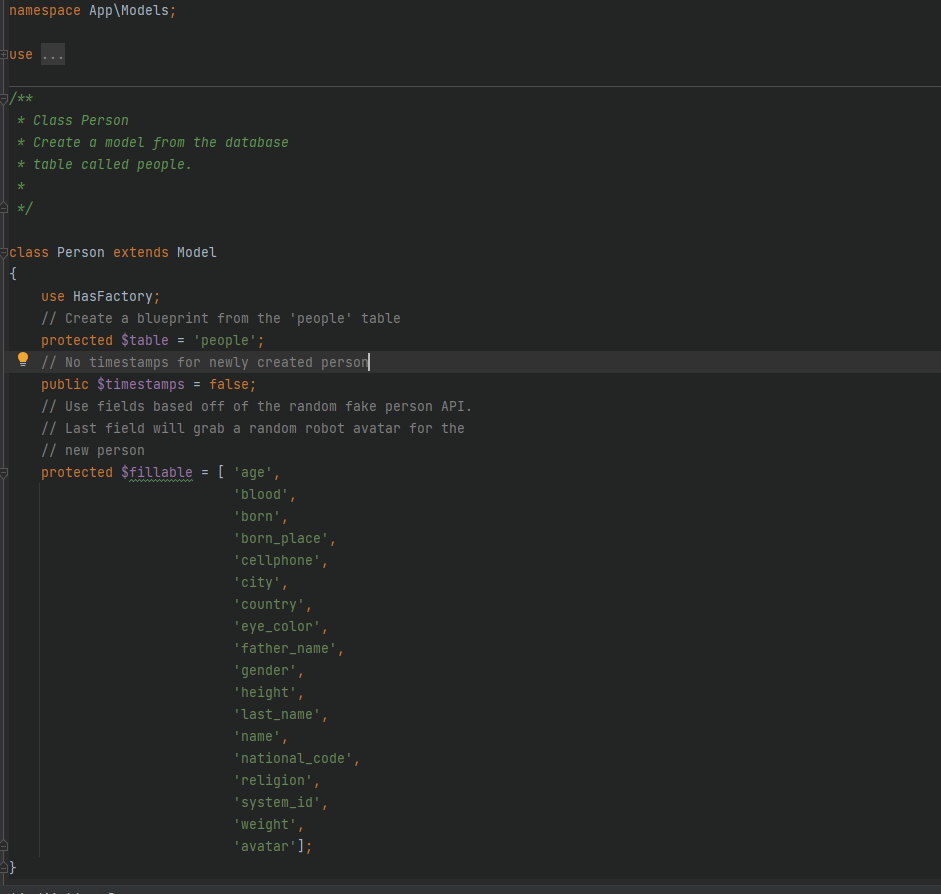 namespace App\Models;
use ...
/**
 * Class Person
 * Create a model from the database
 * table called people.
 *
 */
class Person extends Model
{
    use HasFactory;
    // Create a blueprint from the 'people' table
    protected $table = 'people';
    // No timestamps for newly created person
    public $timestamps = false;
    // Use fields based off of the random fake person API.
    // Last field will grab a random robot avatar for the
    // new person
    protected $fillable = [ 'age',
                            'blood',
                            'born',
                            'born_place',
                            'cellphone',
                            'city',
                            'country',
                            'eye_color',
                            'father_name',
                            'gender',
                            'height',
                            'last_name',
                            'name',
                            'national_code',
                            'religion',
                            'system_id',
                            'weight',
                            'avatar'];
}